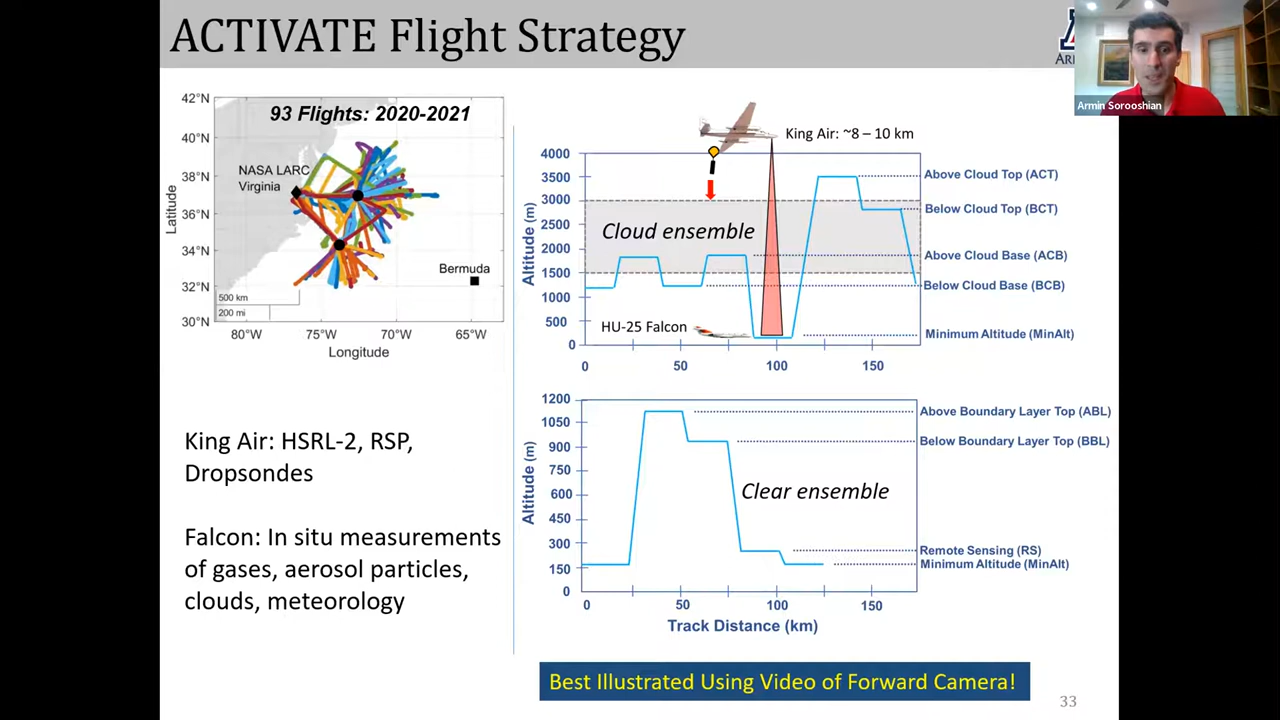 ACTIVATE Flight Strategy
Armin Sorooshian
93 Flights: 2020-2021
42°N
40°N
38°N
36°N
34°N
32°N
30°N
Latitude
NASA LARC
Virginia
Bermuda
500 km
200 mi
80°W
75°W
70°W
65°W
Longitude
King Air: HSRL-2, RSP,
Dropsondes
Falcon: In situ measurements
of gases, aerosol particles,
clouds, meteorology
King Air: ~8 – 10 km
4000
3500
3000
2500
2000
1500
1000
500
0
Altitude (m)
Cloud ensemble
HU-25 Falcon
Above Cloud Top (ACT)
Below Cloud Top (BCT)
Above Cloud Base (ACB)
Below Cloud Base (BCB)
Minimum Altitude (MinAlt)
0
50
100
150
1200
1050
900
750
600
450
300
150
0
Altitude (m)
Clear ensemble
Above Boundary Layer Top (ABL)
Below Boundary Layer Top (BBL)
Remote Sensing (RS)
Minimum Altitude (MinAlt)
0
50
100
150
Track Distance (km)
Best Illustrated Using Video of Forward Camera!
33